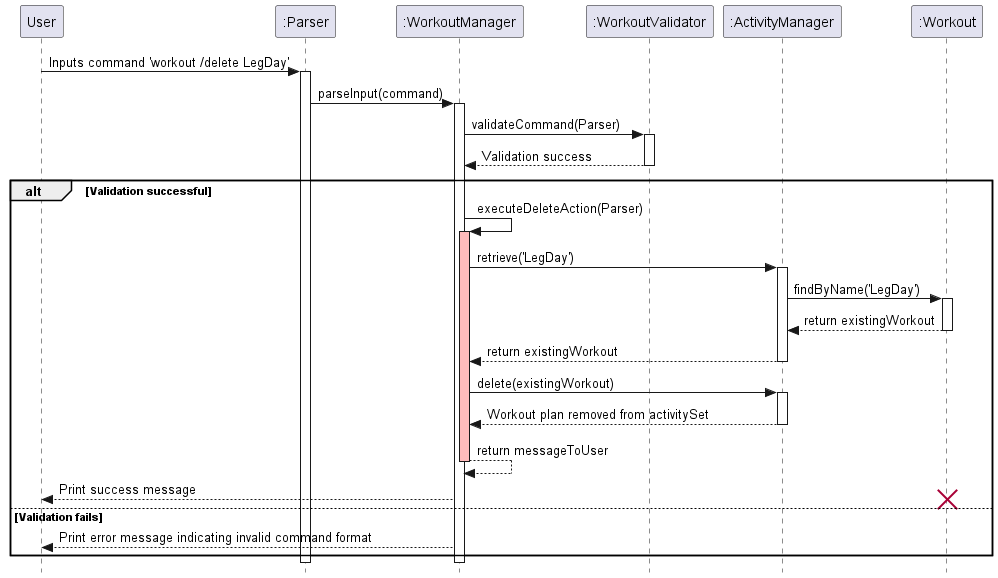 User
:Parser
:WorkoutManager
:WorkoutValidator
:ActivityManager
:Workout
Inputs command 'workout /delete LegDay'
parseInput(command)
validateCommand(Parser)
Validation success
alt
[Validation successful]
executeDeleteAction(Parser)
retrieve('LegDay')
findByName('LegDay')
return existingWorkout
return existingWorkout
delete(existingWorkout)
Workout plan removed from activitySet
return messageToUser
Print success message
[Validation fails]
Print error message indicating invalid command format